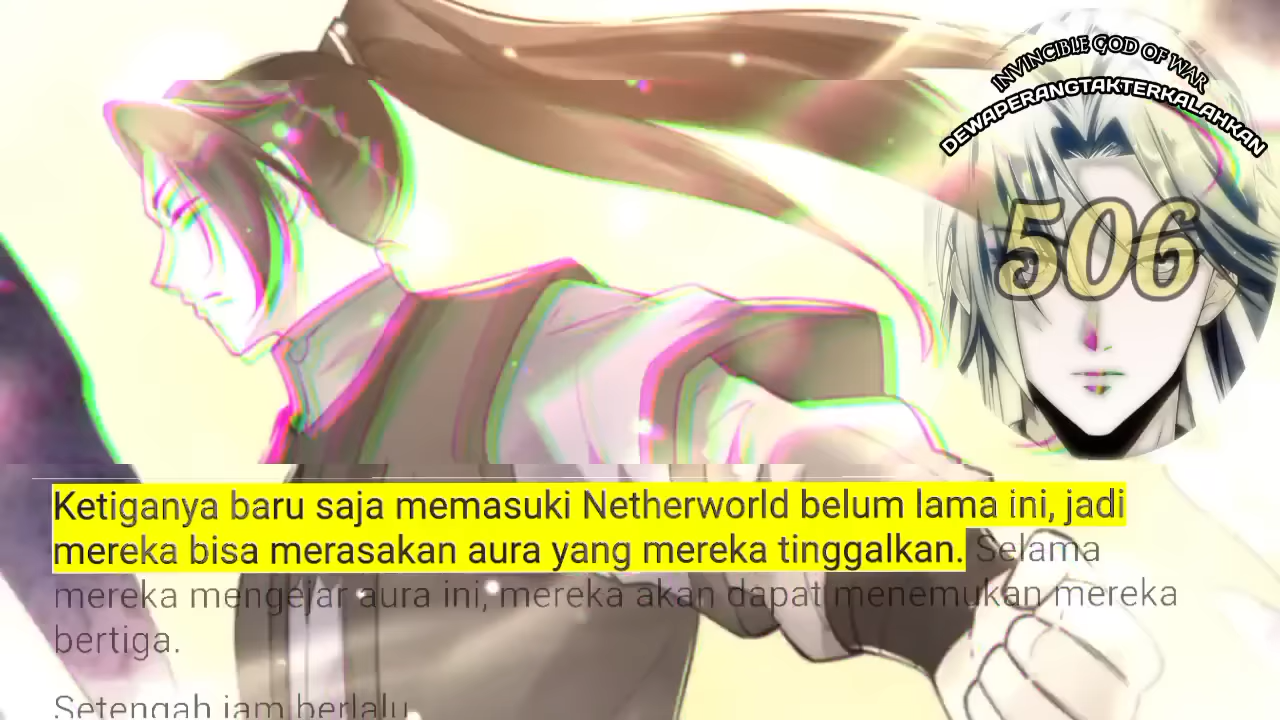 INVINCIBLE GOD OF WAR
DEWAPERANGTAKTERKALAHKAN
506
Ketiganya baru saja memasuki Netherworld belum lama ini, jadi
mereka bisa merasakan aura yang mereka tinggalkan. Selama
mereka mengejar aura ini, mereka akan dapat menemukan mereka
bertiga.
Setengah jam berlalu